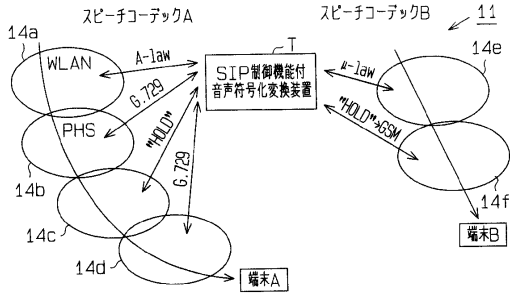 スピーチコーデックA
スピーチコーデックB
11
14a
WLAN
A-law
T
SIP制御機能付
音声符号化変換装置
μ-law
14e
G.729
PHS
"HOLD"
"HOLD"→GSM
14b
G.729
14c
14f
14d
端末A
端末B